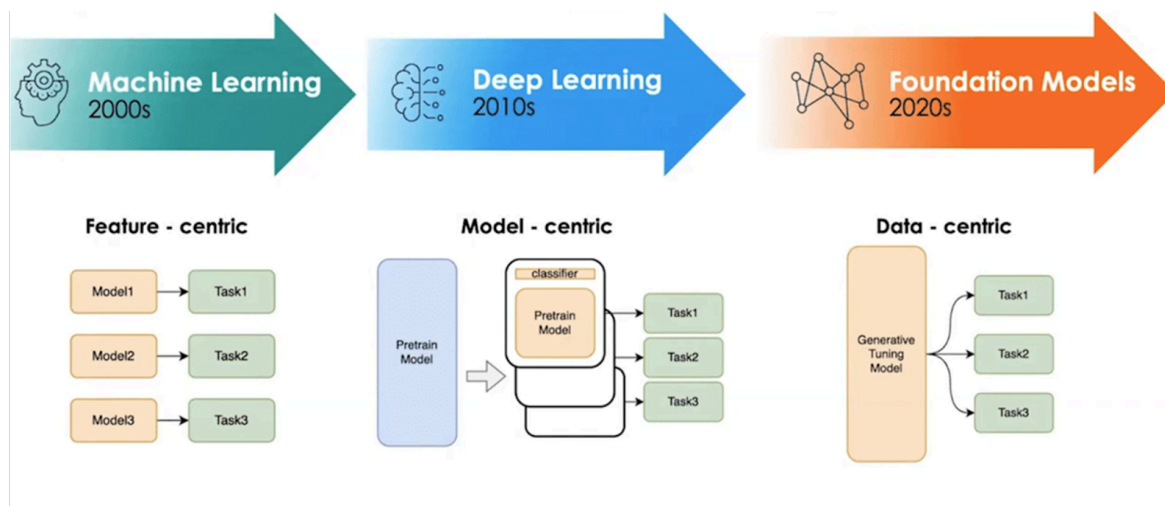 Machine Learning
2000s
Deep Learning
2010s
Foundation Models
2020s
Feature - centric
Model1
Task1
Model2
Task2
Model3
Task3
Model - centric
Pretrain
Model
classifier
Pretrain
Model
Task1
Task2
Task3
Data - centric
Generative
Tuning
Model
Task1
Task2
Task3